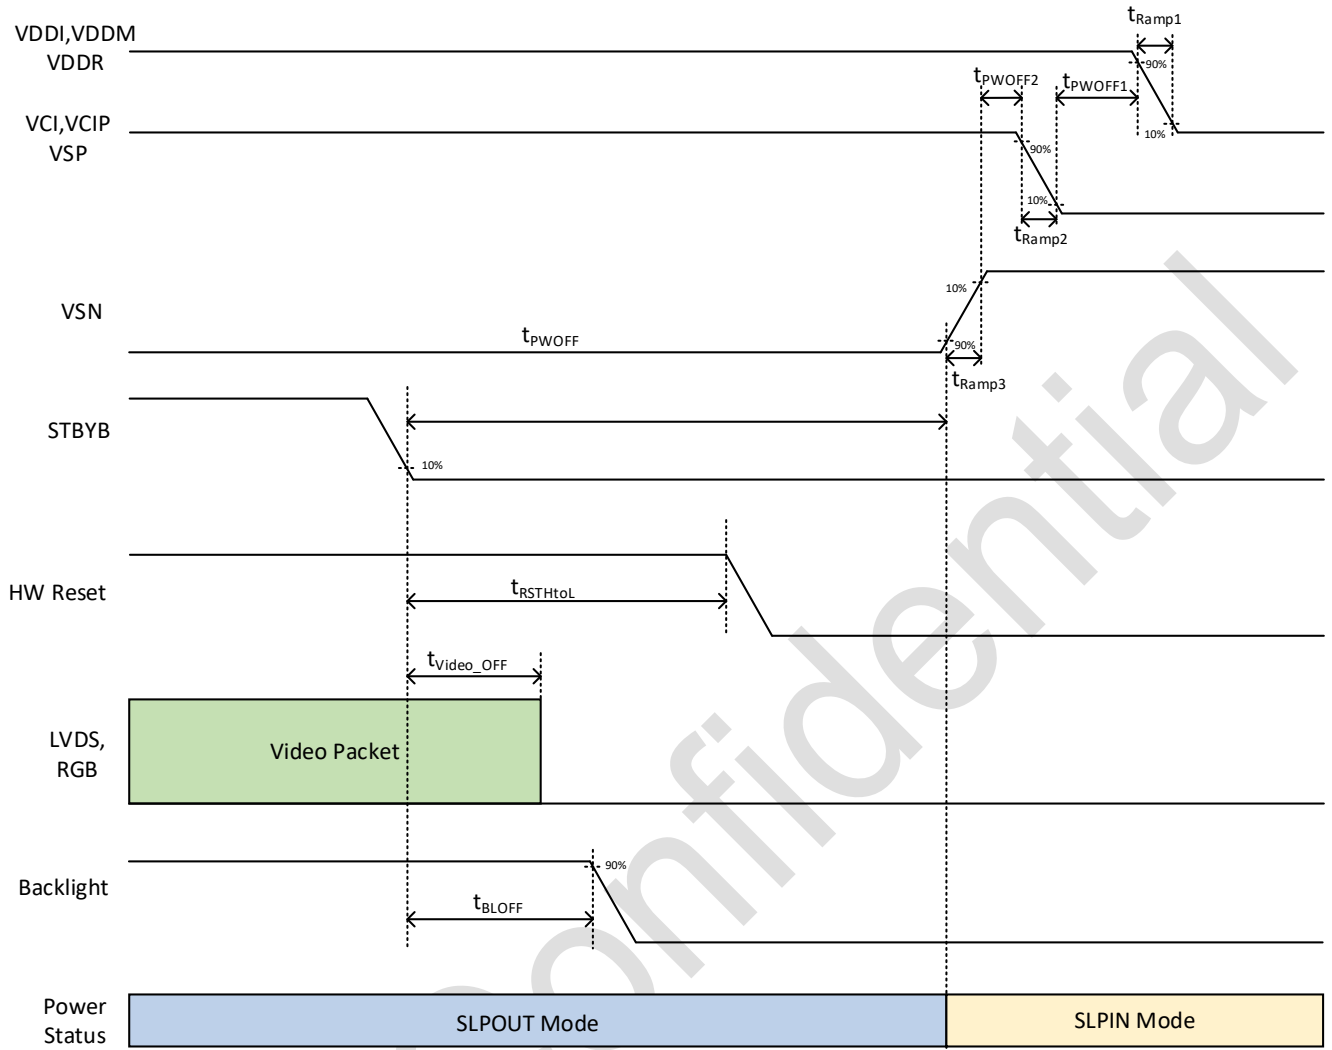 tRamp1
VDDI,VDDM
VDDR
90%
tPWOFF2
tPWOFF1
VCI,VCIP
VSP
10%
90%
10%
tRamp2
VSN
10%
tPWOFF
90%
tRamp3
STBYB
10%
HW Reset
tRSTHtoL
tVideo_OFF
LVDS,
RGB
Video Packet
Backlight
90%
tBLOFF
Power
Status
SLPOUT Mode
SLPIN Mode
onfidential